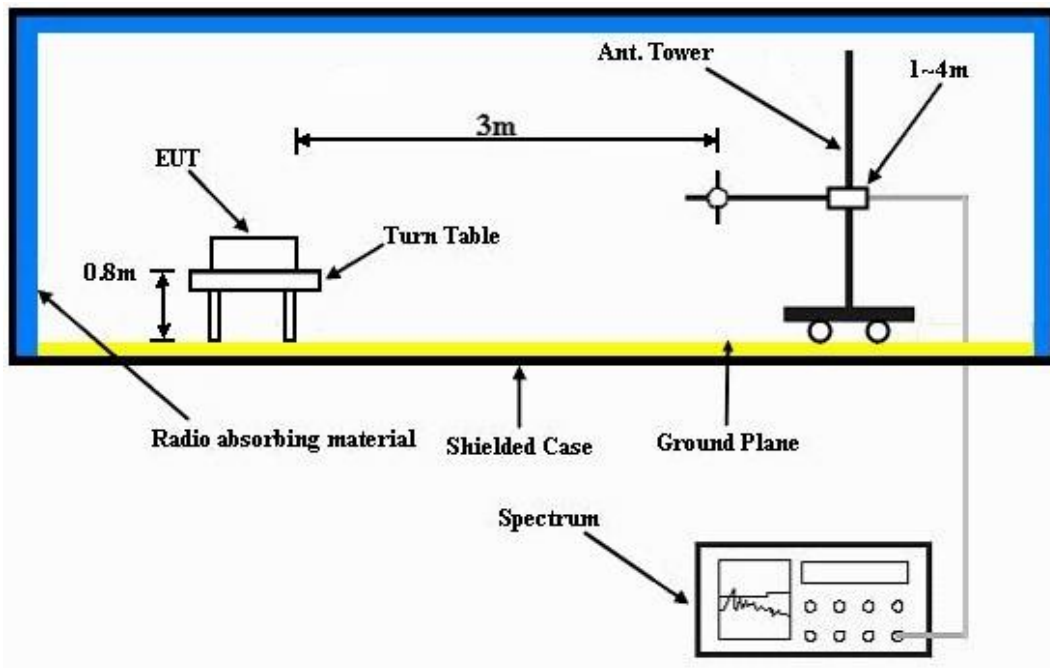 Ant. Tower
1~4m
3m
EUT
Turn Table
0.8m
Radio absorbing material
Shielded Case
Ground Plane
Spectrum